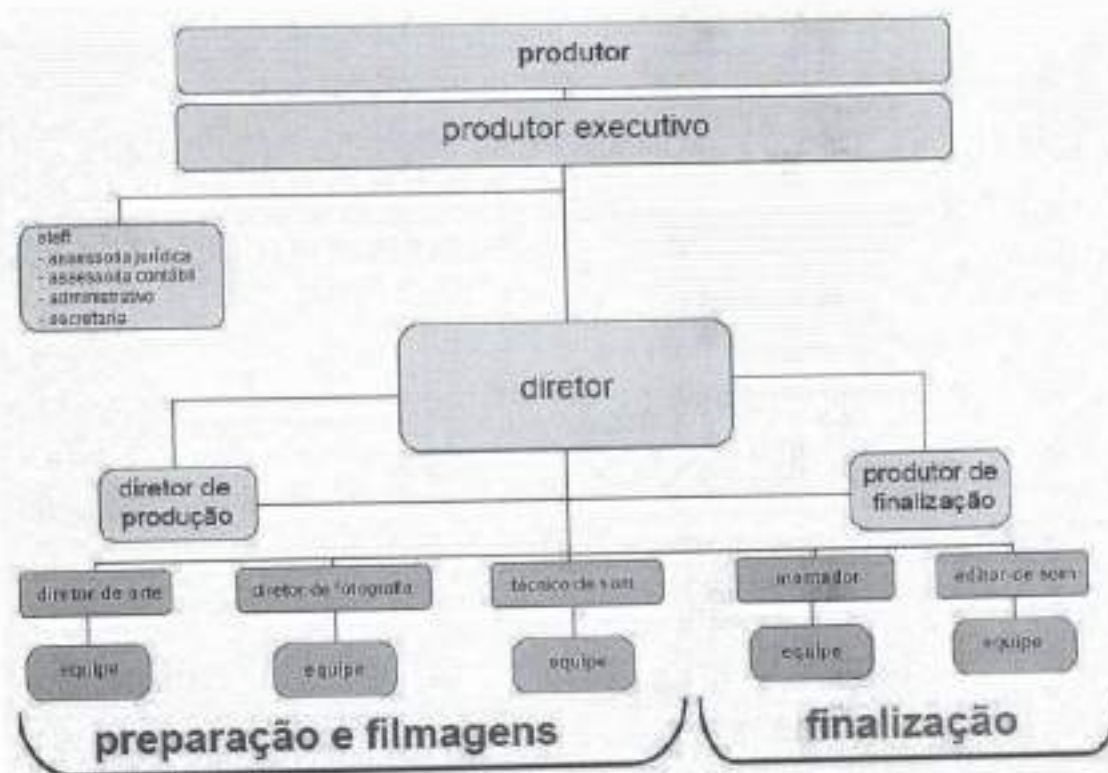 produtor
produtor executivo
staff
- assessoria jurídica
- assessoria contábil
- administrativo
- secretaria
diretor
diretor de
produção
produtor de
finalização
diretor de arte
diretor de fotografia
técnico de som
montador
editor de som
equipe
equipe
equipe
equipe
equipe
preparação e filmagens
finalização